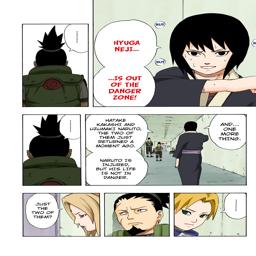 HYUGA
NEJI...
...IS OUT
OF THE
DANGER
ZONE!
...
AND...
ONE
MORE
THING.
HATAKE
KAKASHI AND
UZUMAKI NARUTO,
THE TWO OF
THEM JUST
RETURNED A
MOMENT AGO.
NARUTO IS
INJURED,
BUT HIS LIFE
IS NOT IN
DANGER.
...
...
JUST
THE
TWO OF
THEM?